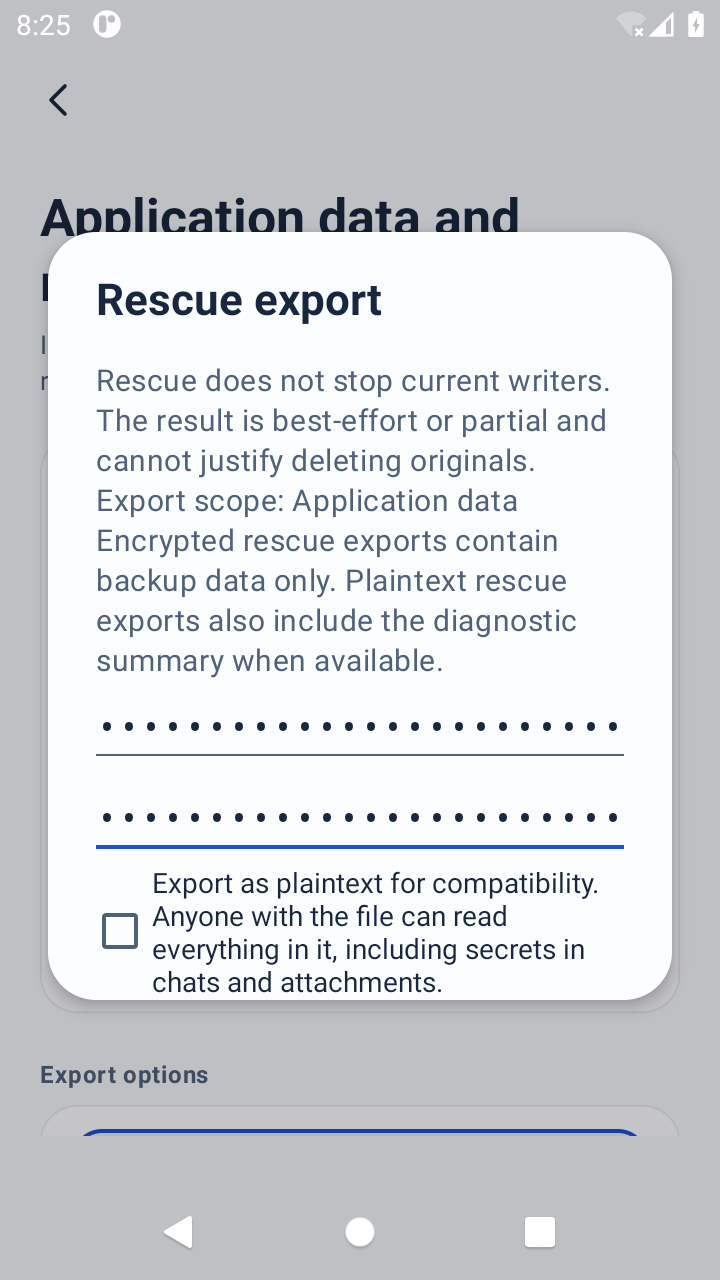 8:25
Application data and
Rescue export
Rescue does not stop current writers.
The result is best-effort or partial and
cannot justify deleting originals.
Export scope: Application data
Encrypted rescue exports contain
backup data only. Plaintext rescue
exports also include the diagnostic
summary when available.
••••••••••••••••••••••••
••••••••••••••••••••••••
Export as plaintext for compatibility.
Anyone with the file can read
everything in it, including secrets in
chats and attachments.
Export options